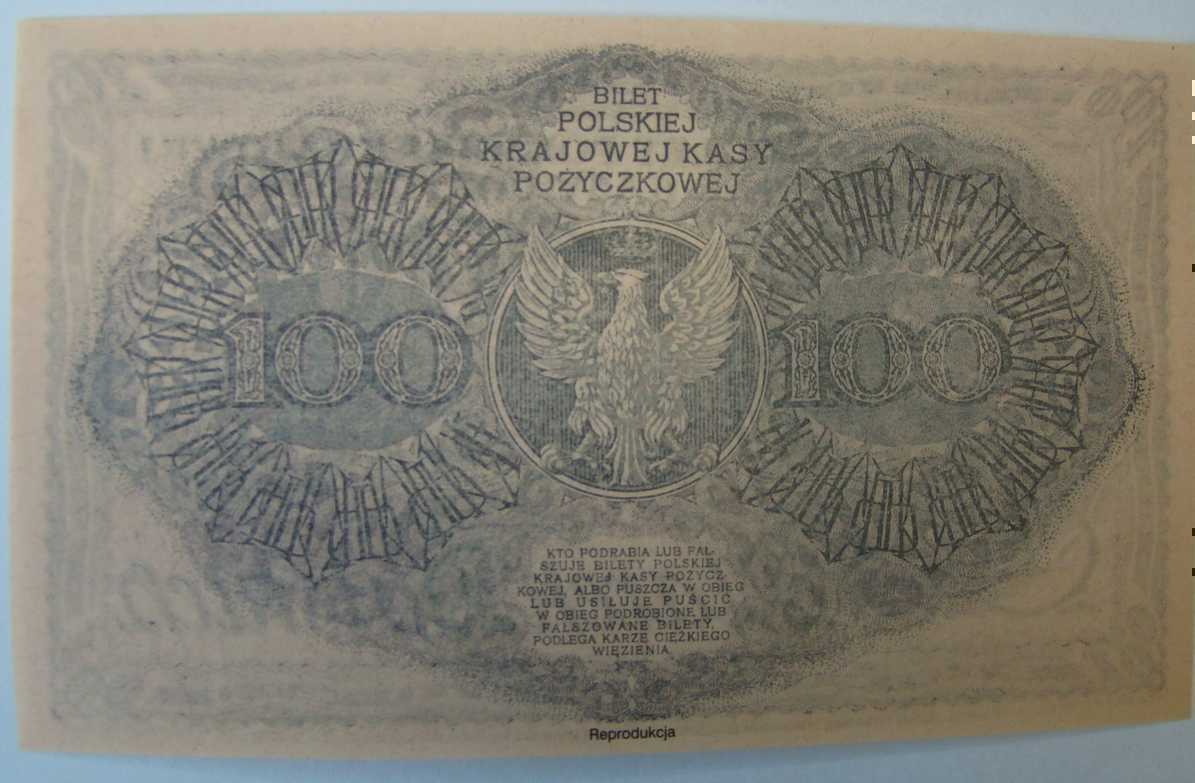 BILET
POLSKIEJ
KRAJOWEJ KASY
POŻYCZKOWEJ
100
100
KTO PODRABIA LUB FAŁ-
SZUJE BILETY POLSKIEJ
KRAJOWEJ KASY POŻYCZ
KOWEJ, ALBO PUSZCZA W OBIEG
LUB USIŁUJE PUŚCIĆ
W OBIEG PODROBIONE LUB
FAŁSZOWANE BILETY,
PODLEGA KARZE CIĘŻKIEGO
WIĘZIENIA
Reprodukcja